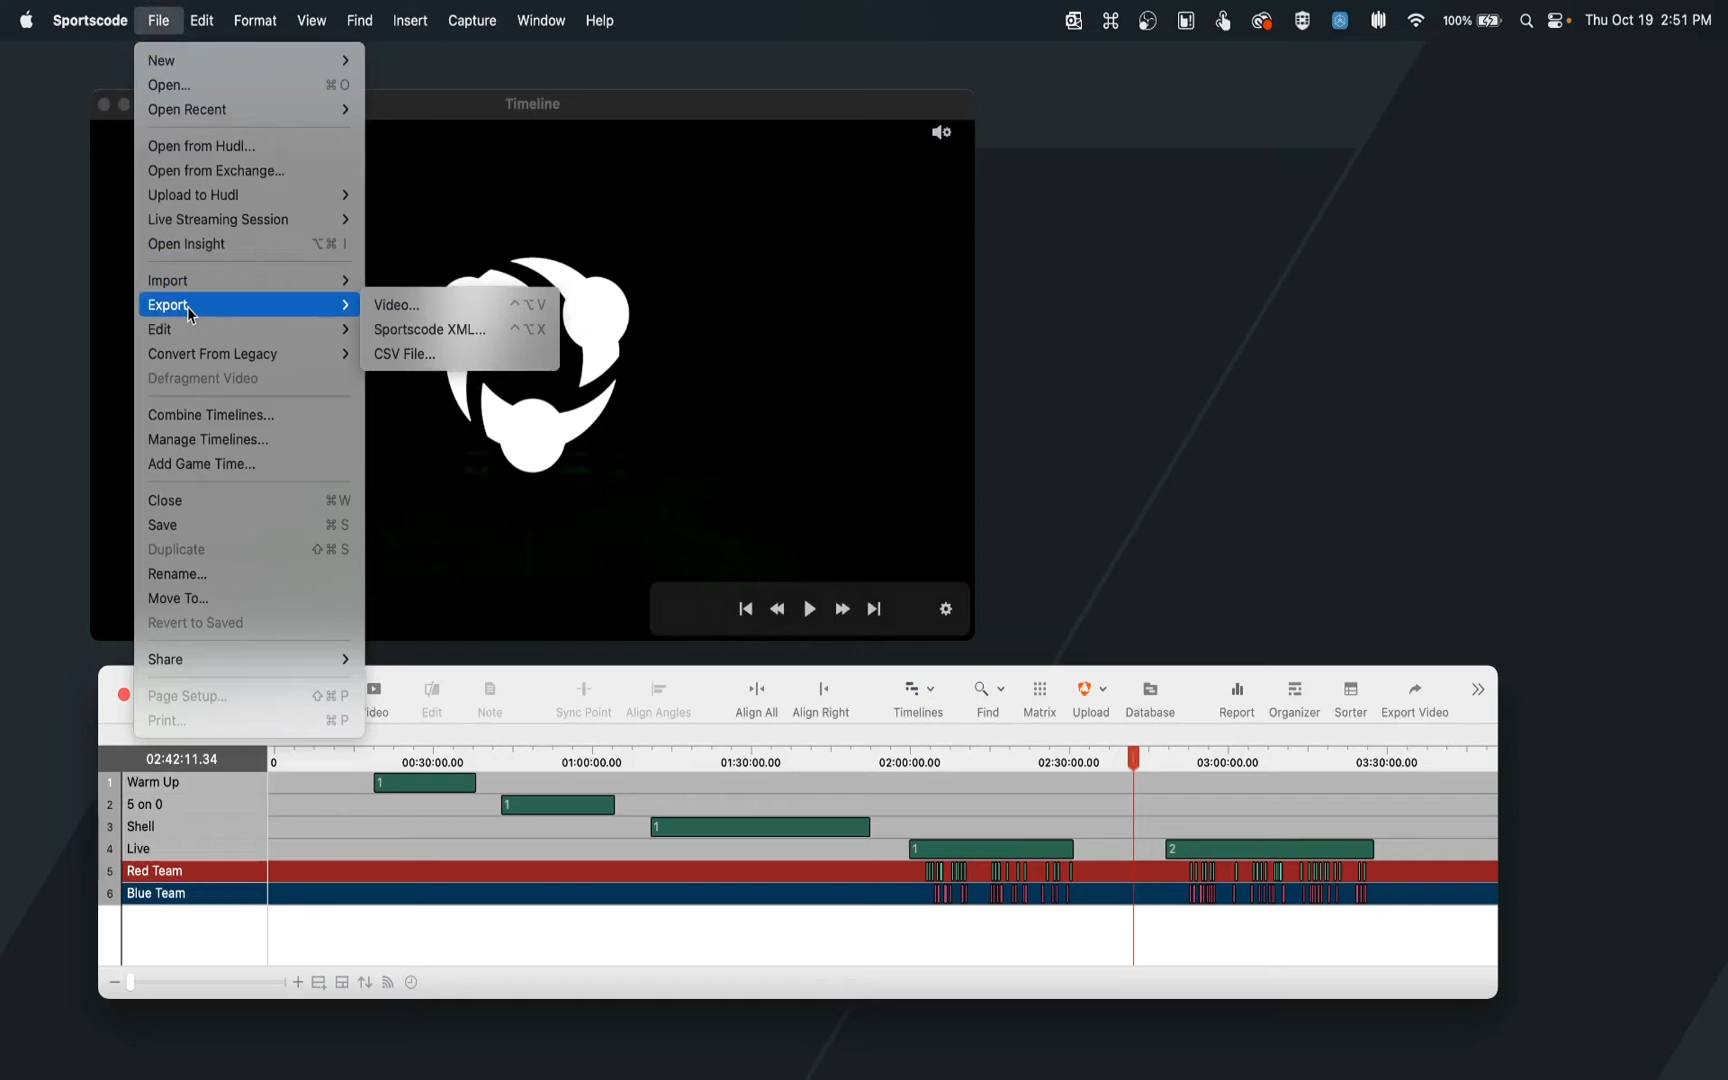 Sportscode File Edit Format View Find Insert Capture Window Help 100% Thu Oct 19 2:51 PM
Timeline
New
Open... ⌘ O
Open Recent
Open from Hudl...
Open from Exchange...
Upload to Hudl
Live Streaming Session
Open Insight ⌥ ⌘ I
Import
Export
Edit
Convert From Legacy
Defragment Video
Combine Timelines...
Manage Timelines...
Add Game Time...
Close ⌘ W
Save ⌘ S
Duplicate ⇧ ⌘ S
Rename...
Move To...
Revert to Saved
Share
Page Setup... ⇧ ⌘ P
Print... ⌘ P
Video... ^ ⌥ V
Sportscode XML... ^ ⌥ X
CSV File...
ideo Edit Note Sync Point Align Angles Align All Align Right Timelines Find Matrix Upload Database Report Organizer Sorter Export Video
02:42:11.34 0 00:30:00.00 01:00:00.00 01:30:00.00 02:00:00.00 02:30:00.00 03:00:00.00 03:30:00.00
1 Warm Up 1
2 5 on 0 1
3 Shell 1
4 Live 1 2
5 Red Team
6 Blue Team